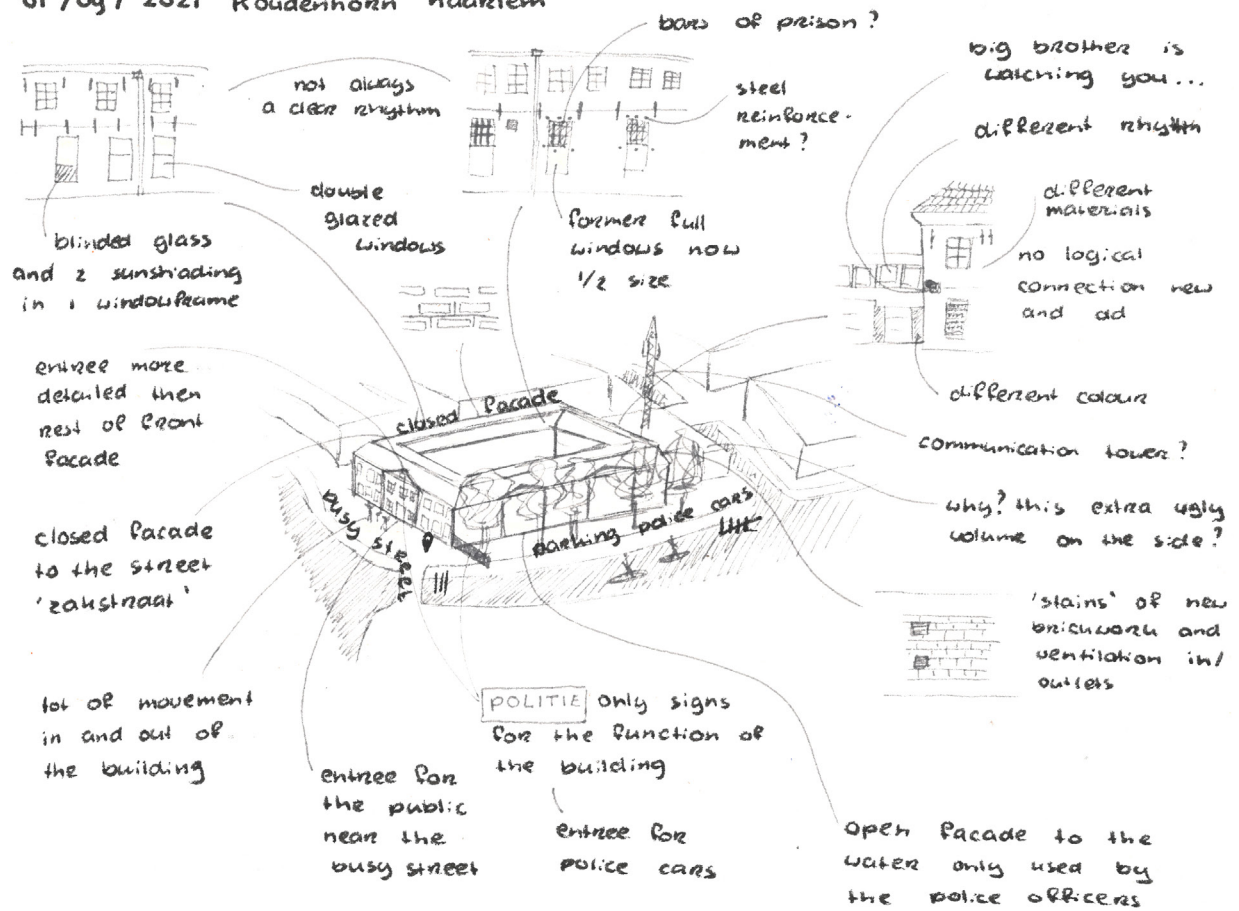 01/09/2021 Koudenhorn Haarlem
bars of prison?
big brother is
watching you...
not always
a clear rhythm
steel
reinforce-
ment?
different rhythm
double
glazed
windows
former full
windows now
1/2 size
different
materials
blinded glass
and 2 sunshading
in 1 windowframe
no logical
connection new
and od
entree more
detailed then
rest of front
facade
closed facade
different colour
communication tower?
closed facade
to the street
'zakstraat'
busy street
parking police cars
why? this extra ugly
volume on the side?
'stains' of new
brickwork and
ventilation in/
outlets
lot of movement
in and out of
the building
POLITIE only signs
for the function of
the building
entree for
the public
near the
busy street
entree for
police cars
open facade to the
water only used by
the police officers